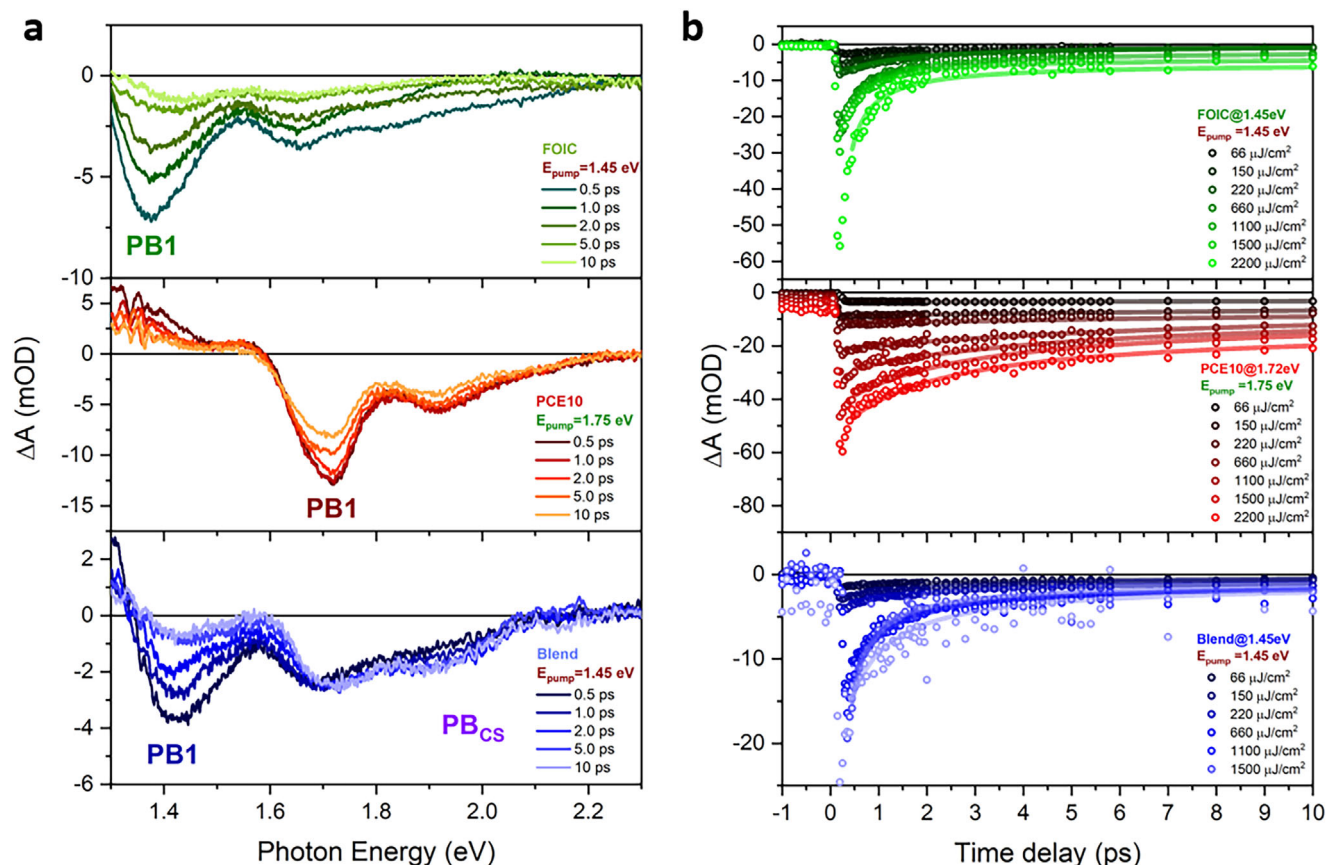 a
0
-5
-10
FOIC
E_pump=1.45 eV
0.5 ps
1.0 ps
2.0 ps
5.0 ps
10 ps
PB1
5
0
-5
-10
-15
PCE10
E_pump=1.75 eV
0.5 ps
1.0 ps
2.0 ps
5.0 ps
10 ps
PB1
ΔA (mOD)
2
0
-2
-4
-6
Blend
E_pump=1.45 eV
0.5 ps
1.0 ps
2.0 ps
5.0 ps
10 ps
PB_CS
PB1
1.4 1.6 1.8 2.0 2.2
Photon Energy (eV)
b
0
-10
-20
-30
-40
-50
-60
FOIC@1.45eV
E_pump =1.45 eV
66 μJ/cm²
150 μJ/cm²
220 μJ/cm²
660 μJ/cm²
1100 μJ/cm²
1500 μJ/cm²
2200 μJ/cm²
0
-20
-40
-60
-80
PCE10@1.72eV
E_pump =1.75 eV
66 μJ/cm²
150 μJ/cm²
220 μJ/cm²
660 μJ/cm²
1100 μJ/cm²
1500 μJ/cm²
2200 μJ/cm²
ΔA (mOD)
0
-10
-20
Blend@1.45eV
E_pump =1.45 eV
66 μJ/cm²
150 μJ/cm²
220 μJ/cm²
660 μJ/cm²
1100 μJ/cm²
1500 μJ/cm²
-1 0 1 2 3 4 5 6 7 8 9 10
Time delay (ps)